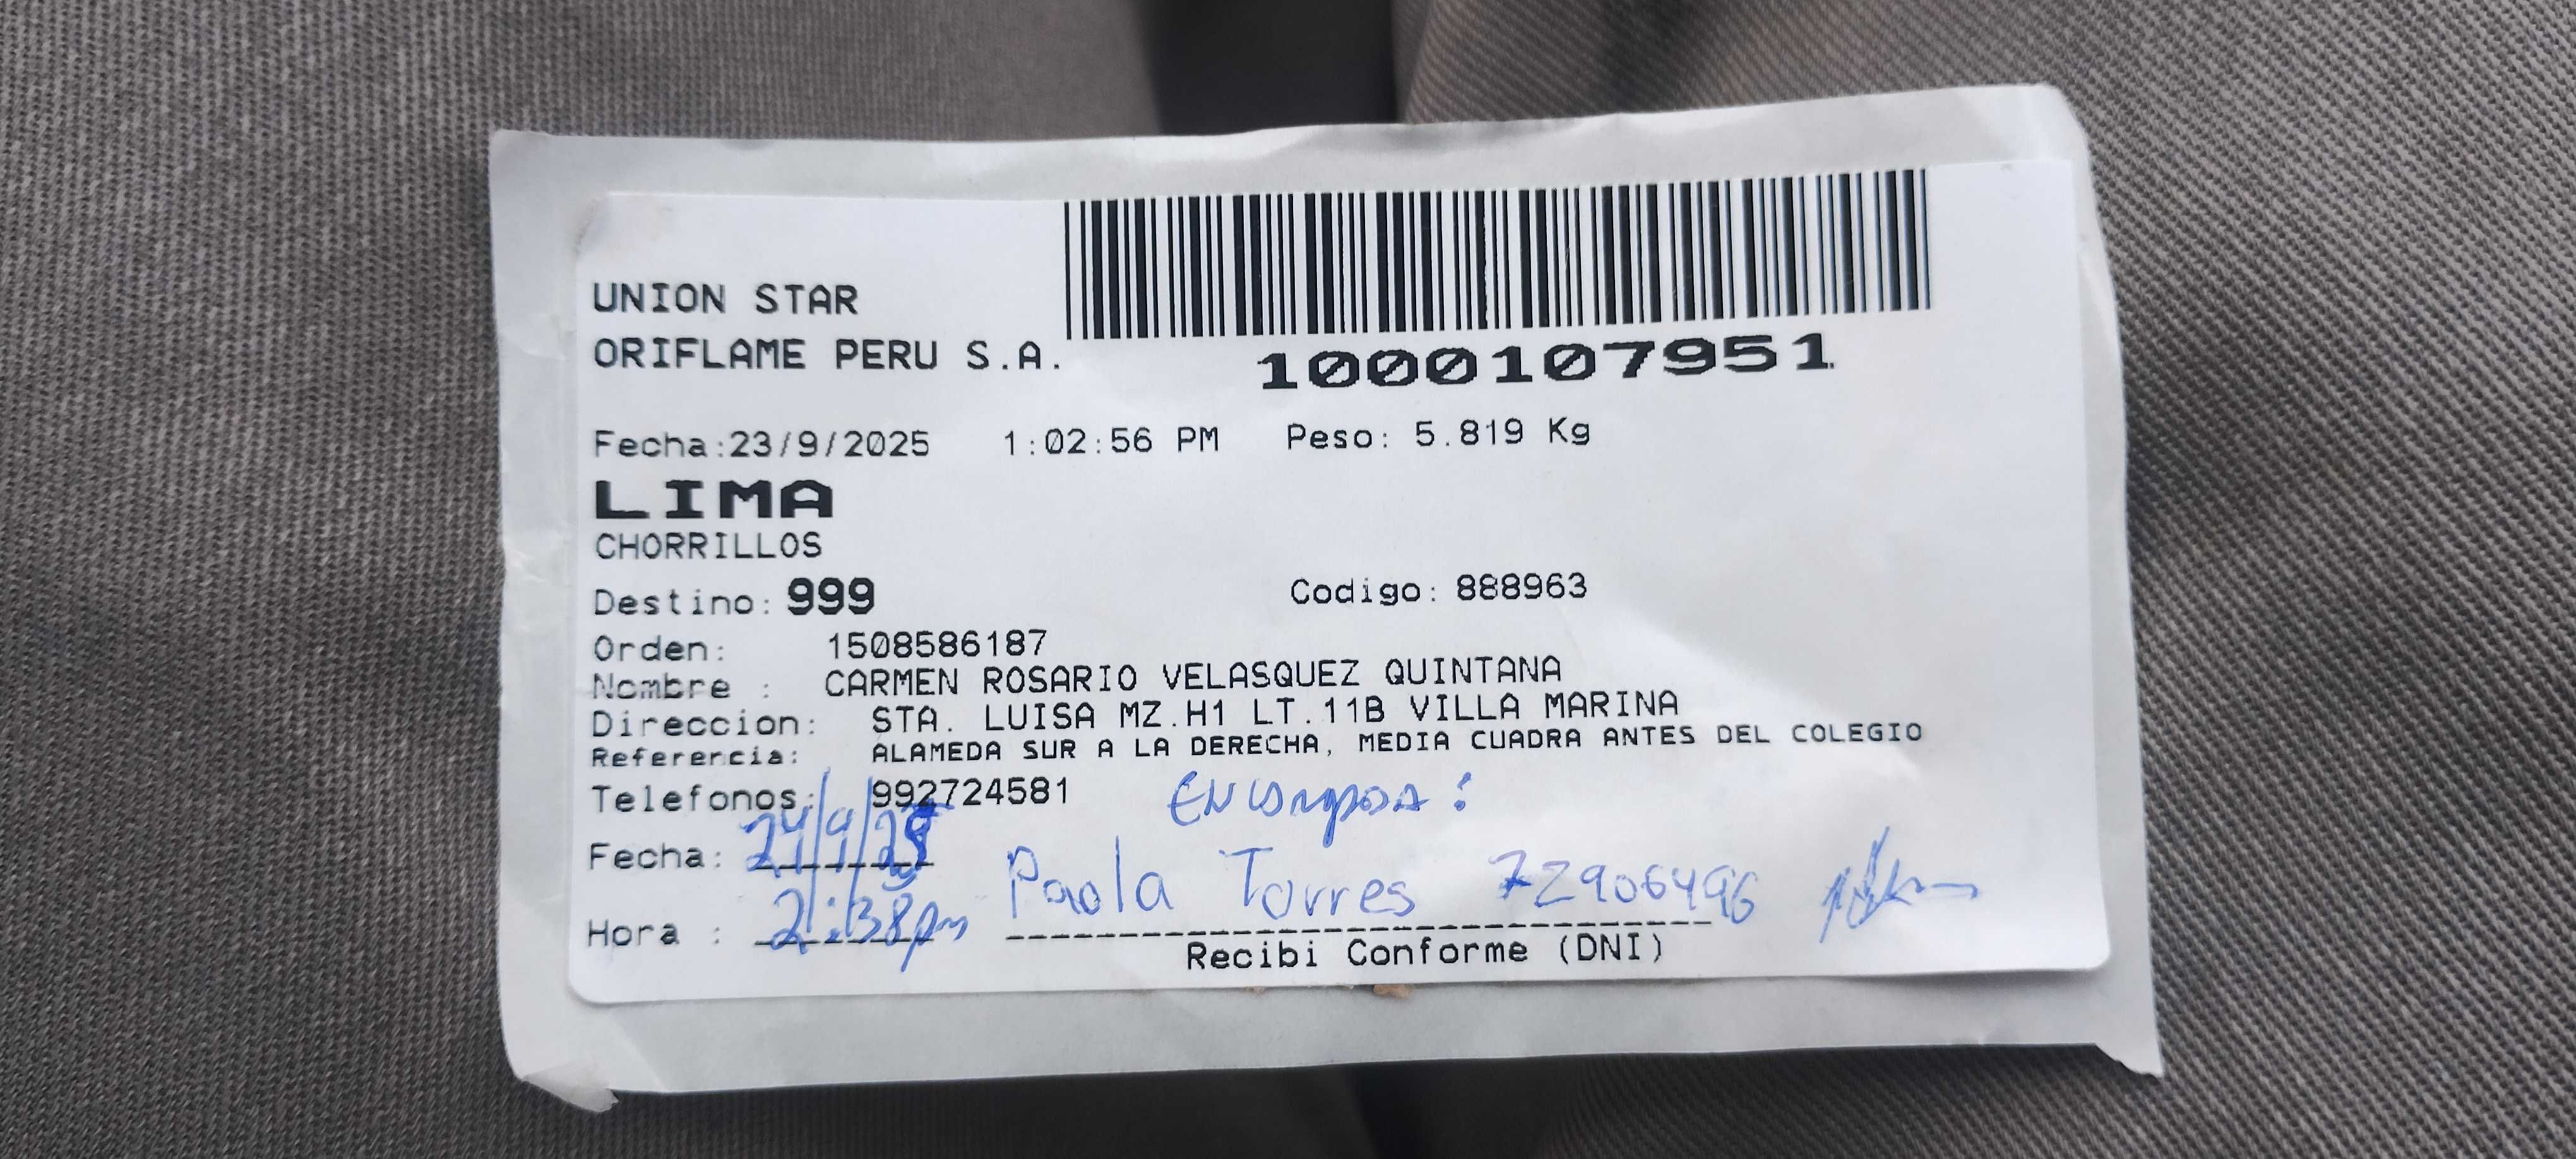 UNION STAR
ORIFLAME PERU S.A.
1000107951
Fecha:23/9/2025 1:02:56 PM Peso: 5.819 Kg
LIMA
CHORRILLOS
Destino: 999 Codigo: 888963
Orden: 1508586187
Nombre : CARMEN ROSARIO VELASQUEZ QUINTANA
Direccion: STA. LUISA MZ.H1 LT.11B VILLA MARINA
Referencia: ALAMEDA SUR A LA DERECHA, MEDIA CUADRA ANTES DEL COLEGIO
Telefonos: 992724581
Fecha: 24/9/25 Paola Torres 72906496
Hora : 2:38pm
Recibi Conforme (DNI)